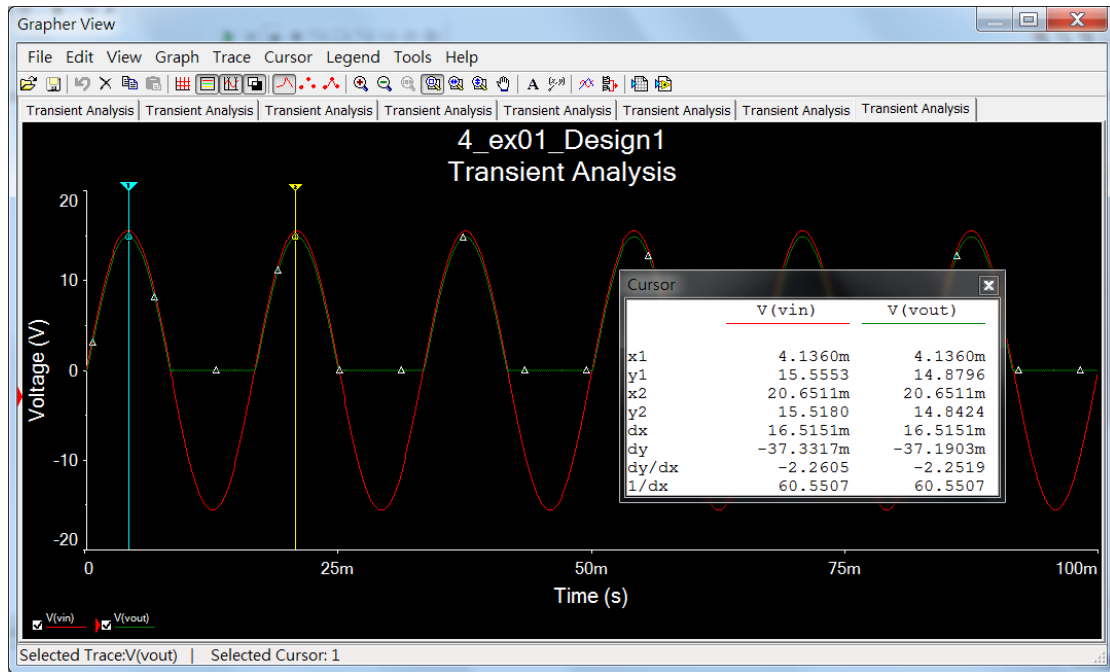 Grapher View
File Edit View Graph Trace Cursor Legend Tools Help
Transient Analysis Transient Analysis Transient Analysis Transient Analysis Transient Analysis Transient Analysis Transient Analysis Transient Analysis
4_ex01_Design1
Transient Analysis
Voltage (V)
20
10
0
-10
-20
0 25m 50m 75m 100m
Time (s)
Cursor
V(vin) V(vout)
x1 4.1360m 4.1360m
y1 15.5553 14.8796
x2 20.6511m 20.6511m
y2 15.5180 14.8424
dx 16.5151m 16.5151m
dy -37.3317m -37.1903m
dy/dx -2.2605 -2.2519
1/dx 60.5507 60.5507
V(vin) V(vout)
Selected Trace:V(vout) | Selected Cursor: 1